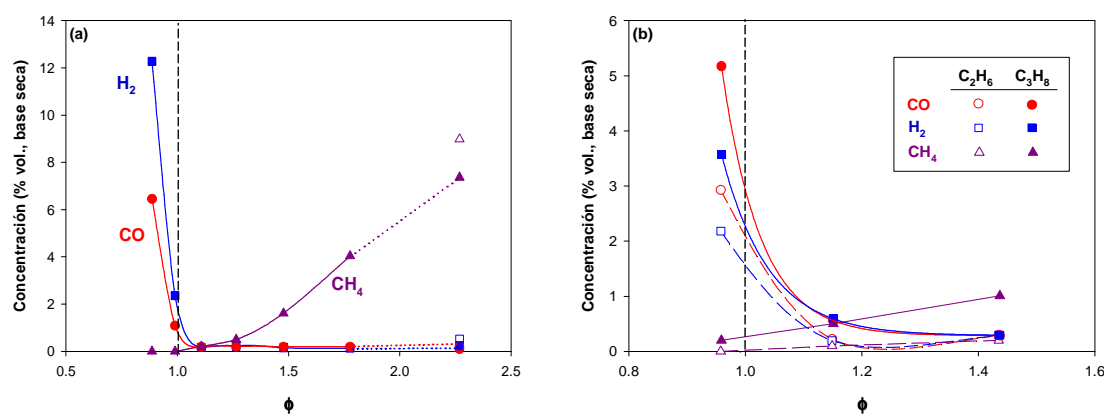 (a)
Concentración (% vol., base seca)
14
12
10
8
6
4
2
0
H2
CO
CH4
0.5 1.0 1.5 2.0 2.5
ϕ
(b)
Concentración (% vol., base seca)
6
5
4
3
2
1
0
C2H6 C3H8
CO
H2
CH4
0.8 1.0 1.2 1.4 1.6
ϕ